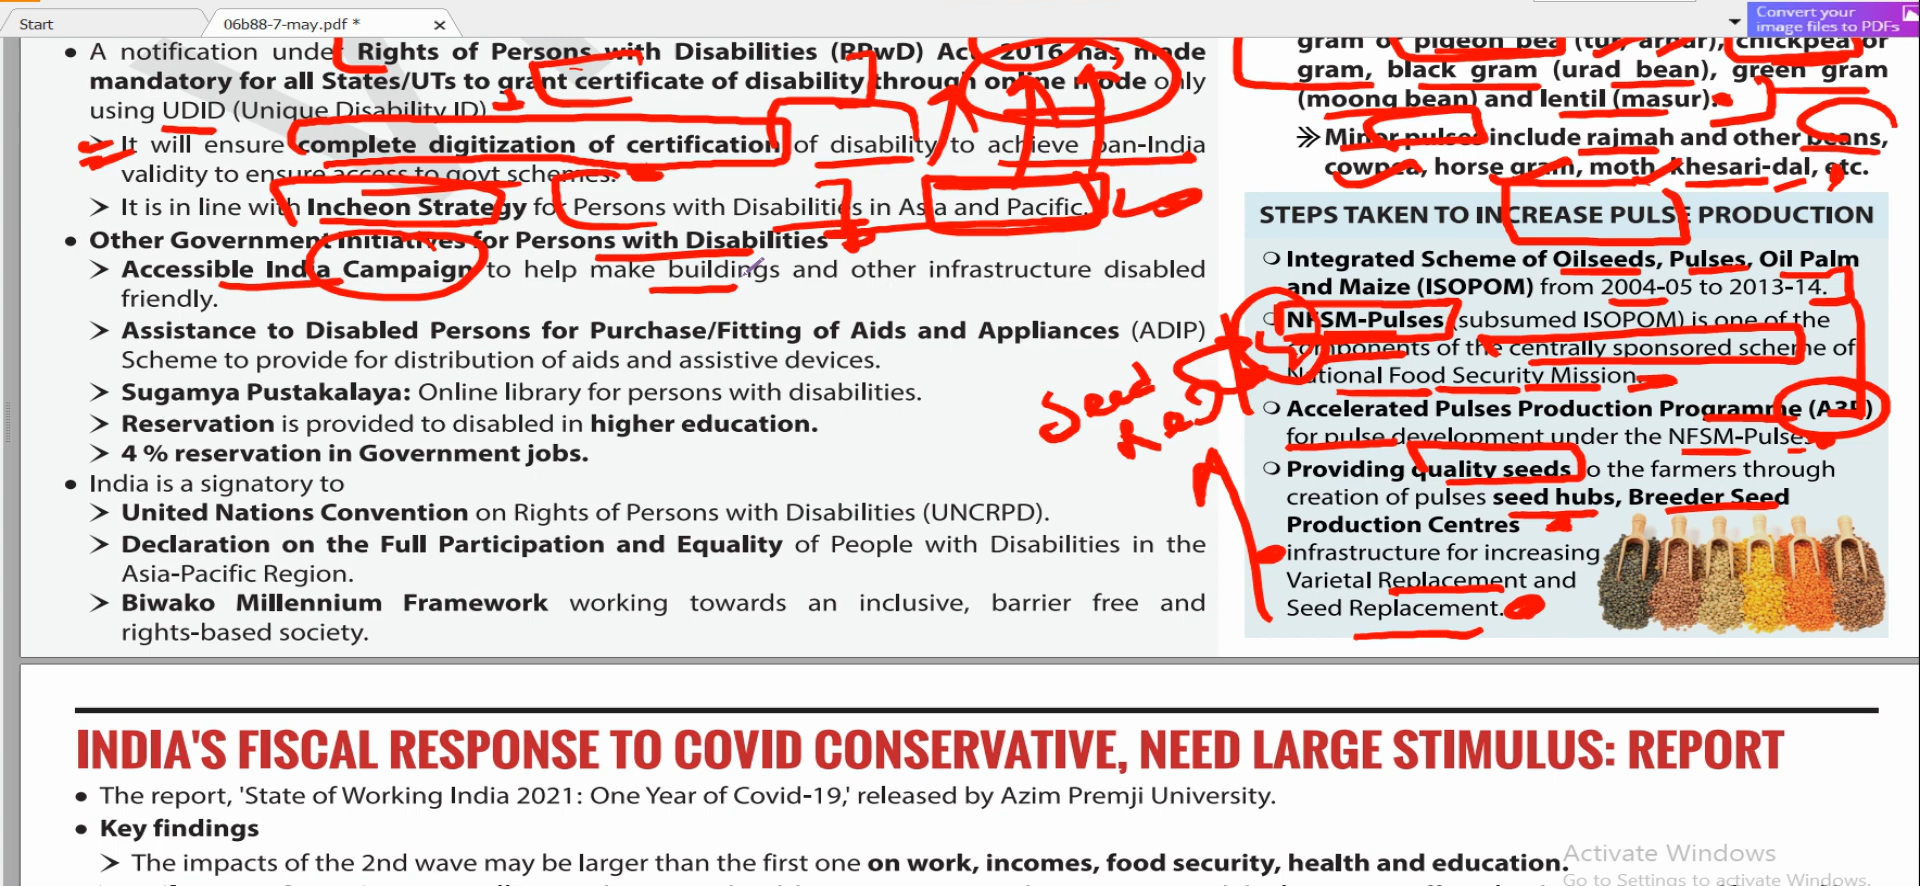 Start
06b88-7-may.pdf *
Convert your
image files to PDFs
• A notification under Rights of Persons with Disabilities (RPwD) Act, 2016 has made
mandatory for all States/UTs to grant certificate of disability through online mode only
using UDID (Unique Disability ID)
➢ It will ensure complete digitization of certification of disability to achieve pan-India
validity to ensure access to govt schemes.
➢ It is in line with Incheon Strategy for Persons with Disabilities in Asia and Pacific.
• Other Government Initiatives for Persons with Disabilities
➢ Accessible India Campaign to help make buildings and other infrastructure disabled
friendly.
➢ Assistance to Disabled Persons for Purchase/Fitting of Aids and Appliances (ADIP)
Scheme to provide for distribution of aids and assistive devices.
➢ Sugamya Pustakalaya: Online library for persons with disabilities.
➢ Reservation is provided to disabled in higher education.
➢ 4 % reservation in Government jobs.
• India is a signatory to
➢ United Nations Convention on Rights of Persons with Disabilities (UNCRPD).
➢ Declaration on the Full Participation and Equality of People with Disabilities in the
Asia-Pacific Region.
➢ Biwako Millennium Framework working towards an inclusive, barrier free and
rights-based society.
gram or pigeon pea (tur, arhar), chickpea or
gram, black gram (urad bean), green gram
(moong bean) and lentil (masur).
Minor pulses include rajmah and other beans,
cowpea, horse gram, moth, khesari-dal, etc.
STEPS TAKEN TO INCREASE PULSE PRODUCTION
Integrated Scheme of Oilseeds, Pulses, Oil Palm
and Maize (ISOPOM) from 2004-05 to 2013-14.
NFSM-Pulses (subsumed ISOPOM) is one of the
components of the centrally sponsored scheme of
National Food Security Mission
Accelerated Pulses Production Programme (A3P)
for pulse development under the NFSM-Pulses
Providing quality seeds to the farmers through
creation of pulses seed hubs, Breeder Seed
Production Centres
infrastructure for increasing
Varietal Replacement and
Seed Replacement.
Seed
INDIA'S FISCAL RESPONSE TO COVID CONSERVATIVE, NEED LARGE STIMULUS: REPORT
• The report, 'State of Working India 2021: One Year of Covid-19,' released by Azim Premji University.
• Key findings
➢ The impacts of the 2nd wave may be larger than the first one on work, incomes, food security, health and education.
Activate Windows
Go to Settings to activate Windows.